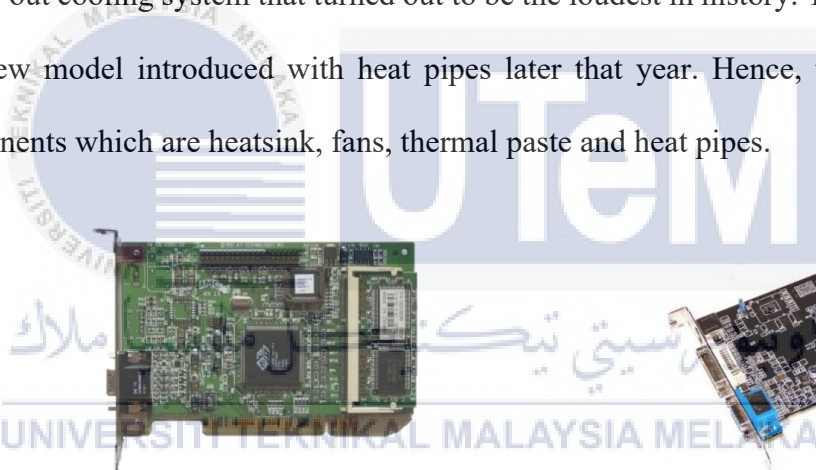 out cooling system that turned out to be the loudest in history.
ew model introduced with heat pipes later that year. Hence,
nents which are heatsink, fans, thermal paste and heat pipes.
UTeM
UNIVERSITI TEKNIKAL MALAYSIA MELAKA